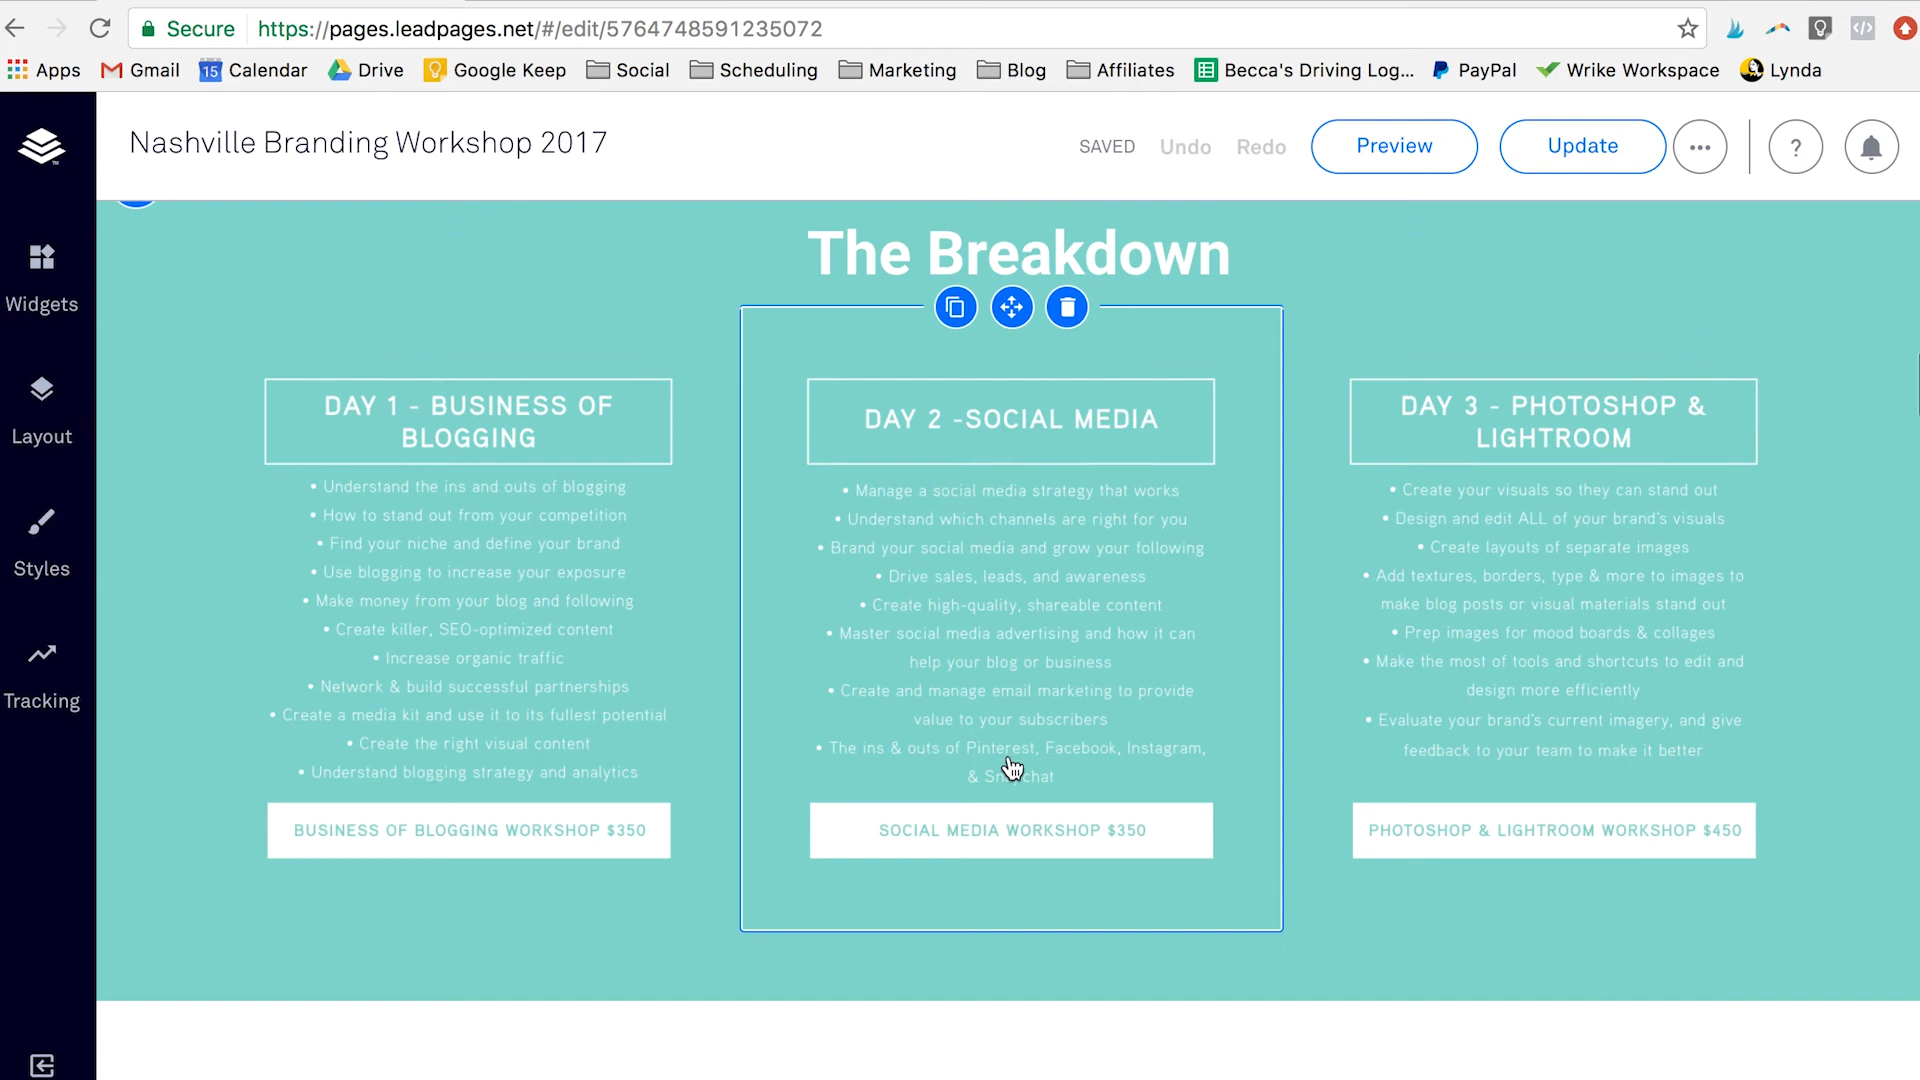 Secure https://pages.leadpages.net/#/edit/5764748591235072
Apps Gmail 15 Calendar Drive Google Keep Social Scheduling Marketing Blog Affiliates Becca's Driving Log... PayPal Wrike Workspace Lynda
Nashville Branding Workshop 2017
SAVED Undo Redo Preview Update ... ?
Widgets
Layout
Styles
Tracking
The Breakdown
DAY 1 - BUSINESS OF
BLOGGING
• Understand the ins and outs of blogging
• How to stand out from your competition
• Find your niche and define your brand
• Use blogging to increase your exposure
• Make money from your blog and following
• Create killer, SEO-optimized content
• Increase organic traffic
• Network & build successful partnerships
• Create a media kit and use it to its fullest potential
• Create the right visual content
• Understand blogging strategy and analytics
BUSINESS OF BLOGGING WORKSHOP $350
DAY 2 -SOCIAL MEDIA
• Manage a social media strategy that works
• Understand which channels are right for you
• Brand your social media and grow your following
• Drive sales, leads, and awareness
• Create high-quality, shareable content
• Master social media advertising and how it can
help your blog or business
• Create and manage email marketing to provide
value to your subscribers
• The ins & outs of Pinterest, Facebook, Instagram,
& Snapchat
SOCIAL MEDIA WORKSHOP $350
DAY 3 - PHOTOSHOP &
LIGHTROOM
• Create your visuals so they can stand out
• Design and edit ALL of your brand's visuals
• Create layouts of separate images
• Add textures, borders, type & more to images to
make blog posts or visual materials stand out
• Prep images for mood boards & collages
• Make the most of tools and shortcuts to edit and
design more efficiently
• Evaluate your brand's current imagery, and give
feedback to your team to make it better
PHOTOSHOP & LIGHTROOM WORKSHOP $450